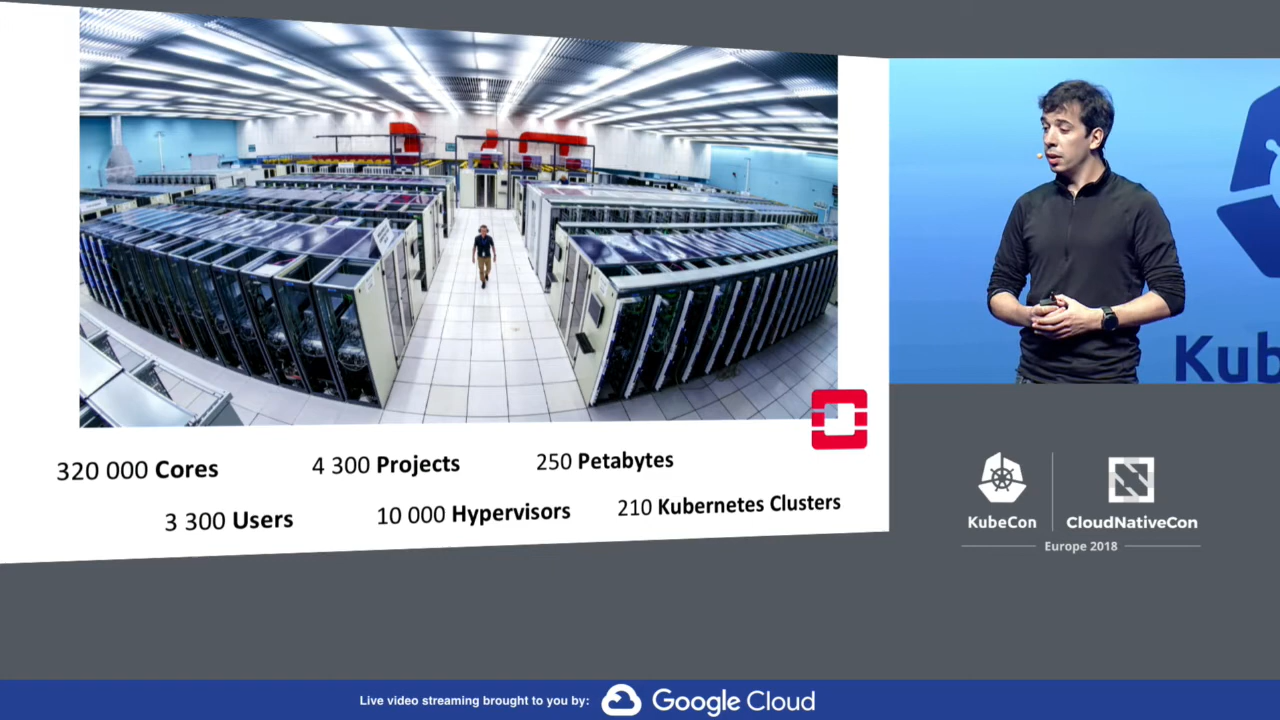 320 000 Cores
4 300 Projects
250 Petabytes
3 300 Users
10 000 Hypervisors
210 Kubernetes Clusters
Kub
KubeCon
CloudNativeCon
Europe 2018
Live video streaming brought to you by: Google Cloud